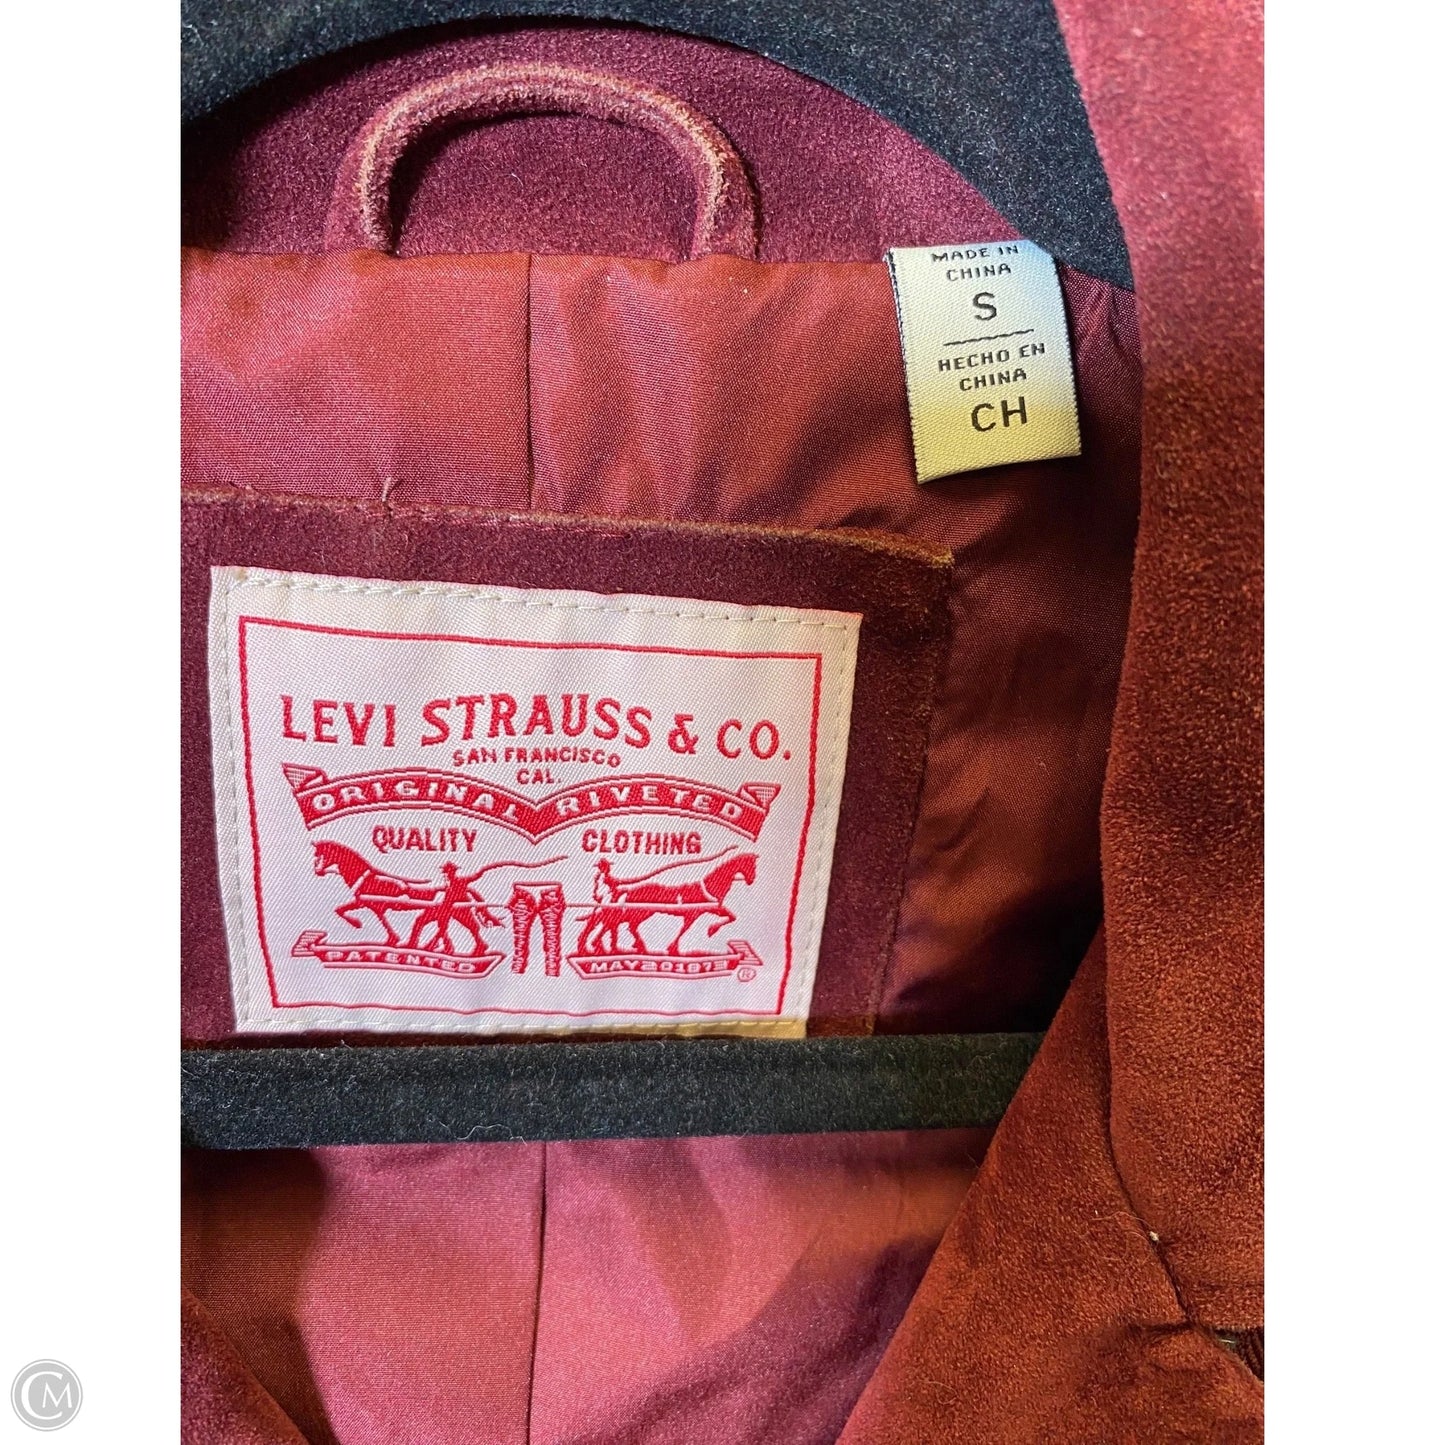 MADE IN
CHINA
S
HECHO EN
CHINA
CH
LEVI STRAUSS & CO.
SAN FRANCISCO
CAL.
ORIGINAL RIVETED
QUALITY CLOTHING
PATENTED MAY 20 1873 ®
CM